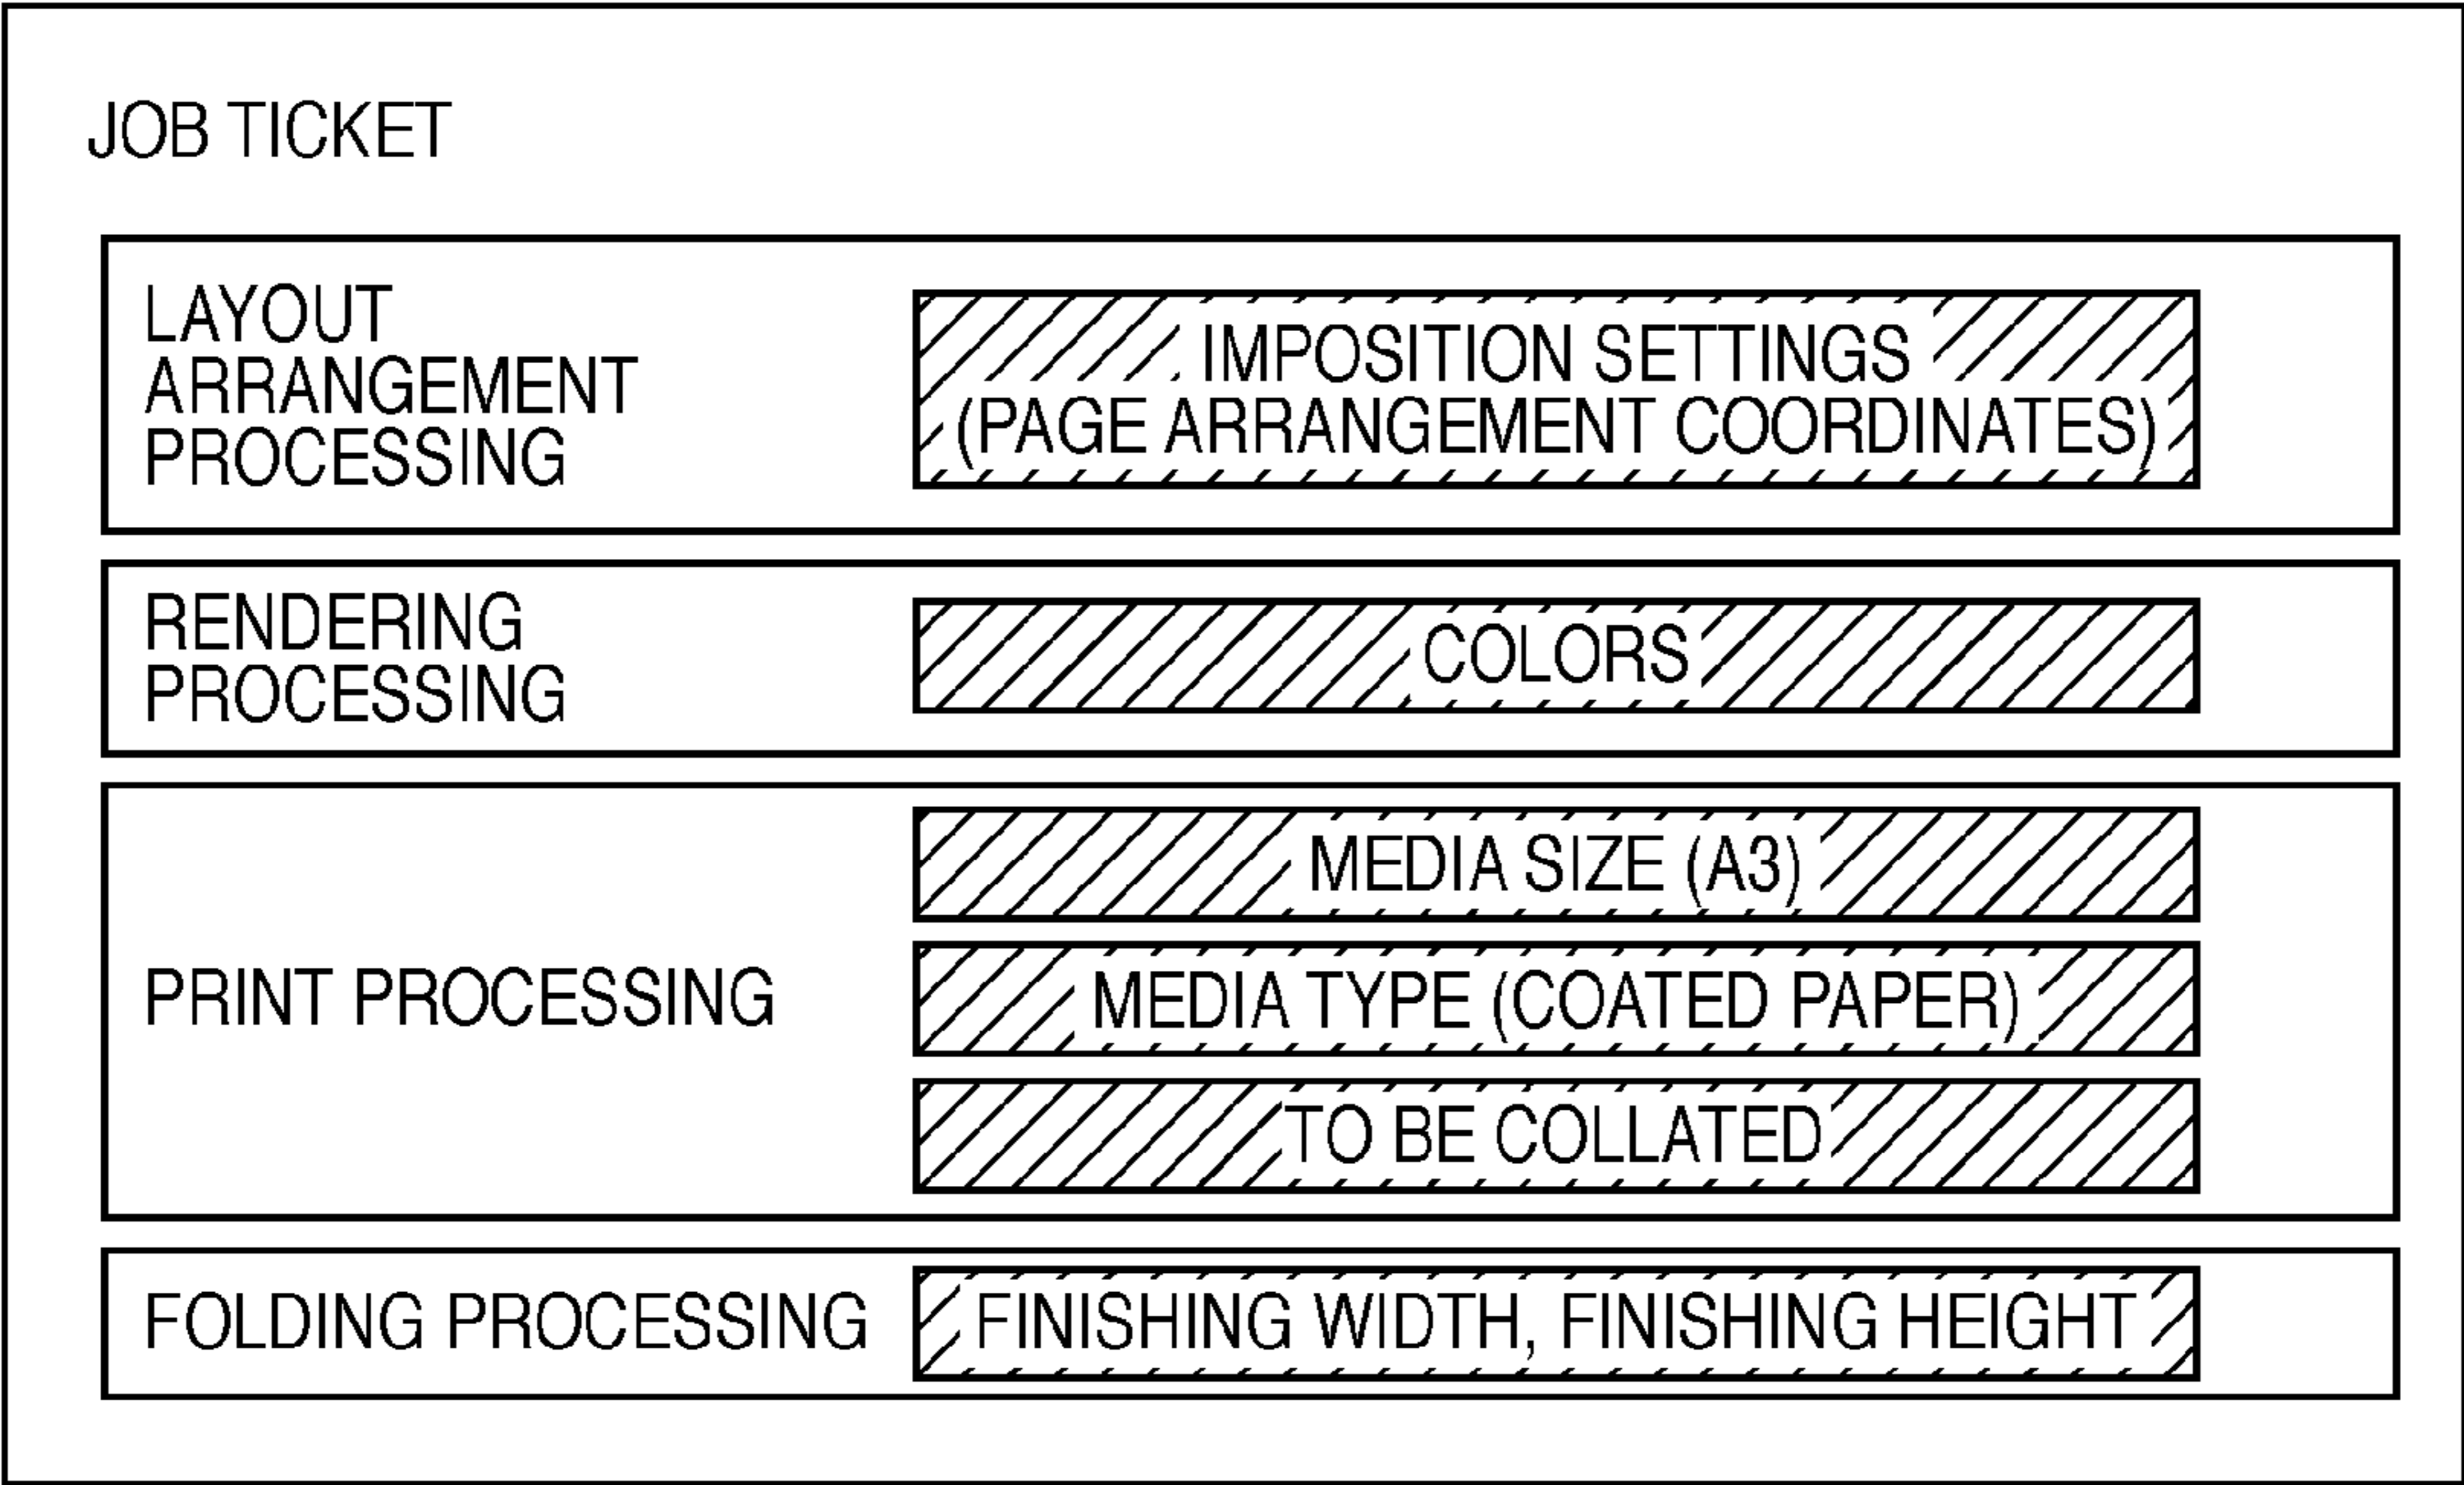 JOB TICKET
LAYOUT
ARRANGEMENT
PROCESSING
IMPOSITION SETTINGS
(PAGE ARRANGEMENT COORDINATES)
RENDERING
PROCESSING
COLORS
PRINT PROCESSING
MEDIA SIZE (A3)
MEDIA TYPE (COATED PAPER)
TO BE COLLATED
FOLDING PROCESSING
FINISHING WIDTH, FINISHING HEIGHT